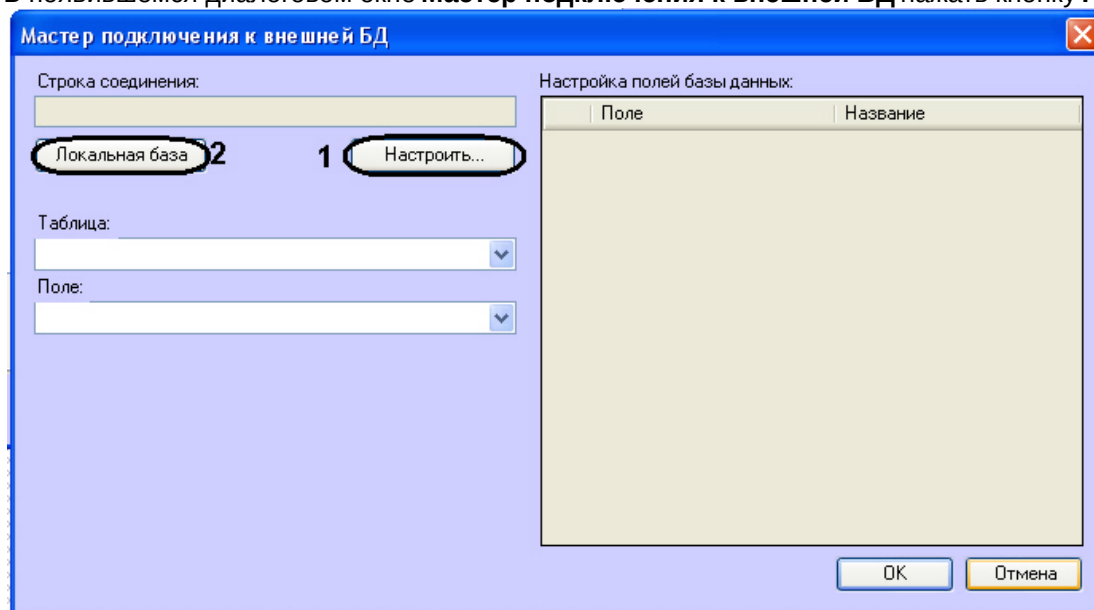 В появившемся диалоговом окне Мастер подключения к внешней БД нажать кнопку
Мастер подключения к внешней БД
Строка соединения:
Локальная база 2 1 Настроить...
Таблица:
Поле:
Настройка полей базы данных:
Поле Название
OK Отмена